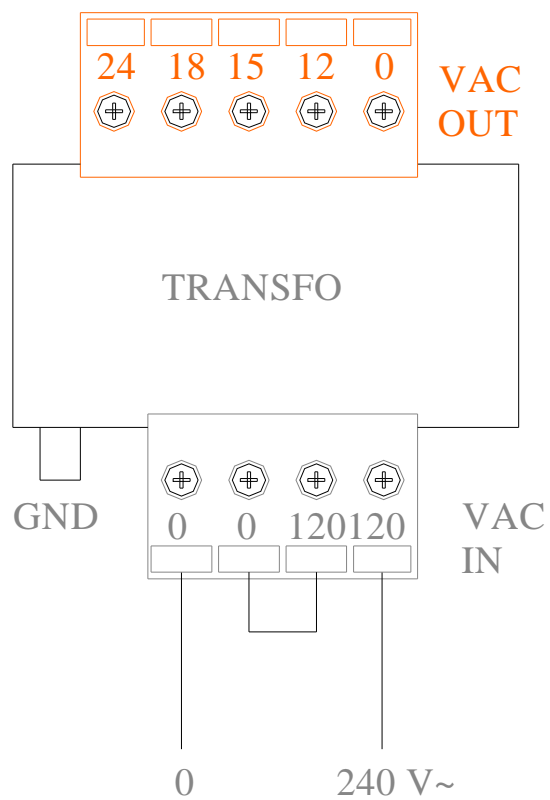 24 18 15 12 0
VAC
OUT
TRANSFO
GND
0 0 120 120
VAC
IN
0 240 V~